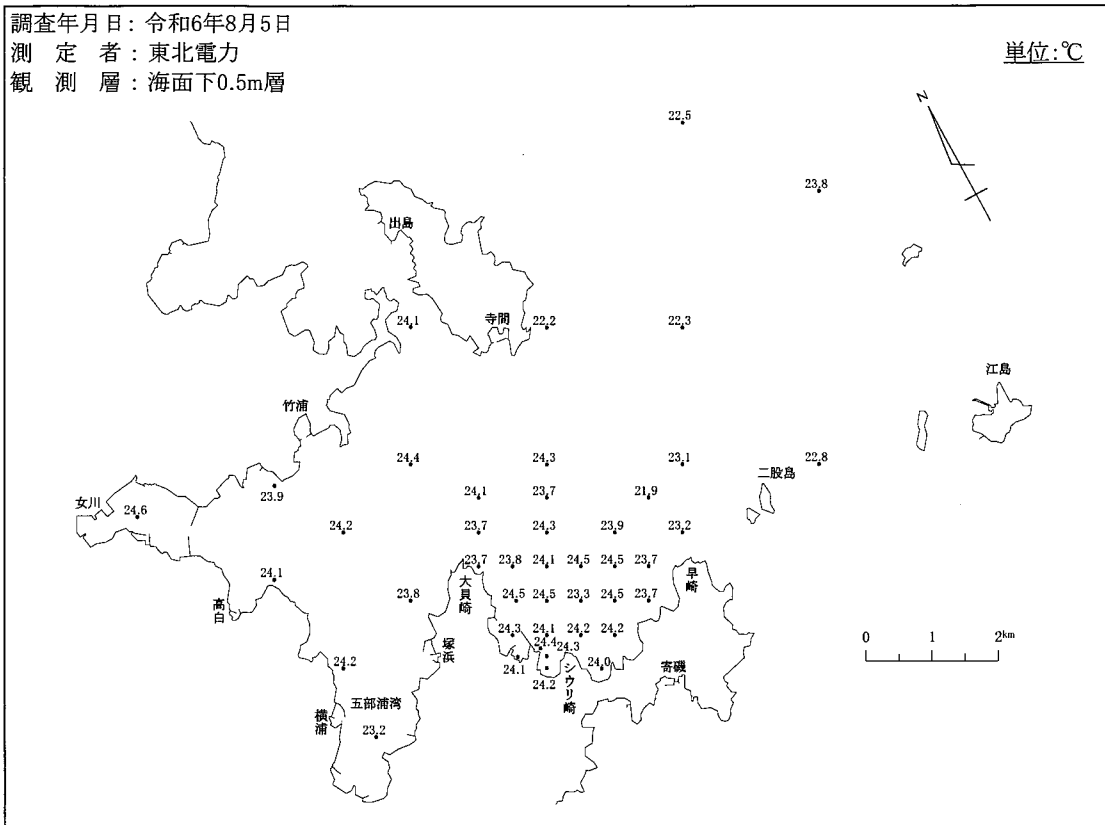 調査年月日：令和6年8月5日
測　定　者：東北電力
観　測　層：海面下0.5m層
単位：℃
N
22.5
23.8
出島
24.1
寺間
22.2
22.3
江島
竹浦
24.4
24.3
23.1
22.8
二股島
女川
24.6
23.9
24.1
23.7
21.9
24.2
23.7
24.3
23.9
23.2
23.7
23.8
24.1
24.5
24.5
23.7
24.1
高白
23.8
大貝崎
24.5
24.5
23.3
24.5
23.7
早崎
24.3
24.1
24.2
24.2
塚浜
24.4
24.3
24.1
24.2
シウリ崎
24.0
寄磯
0 1 2km
24.2
五部浦湾
横浦
23.2